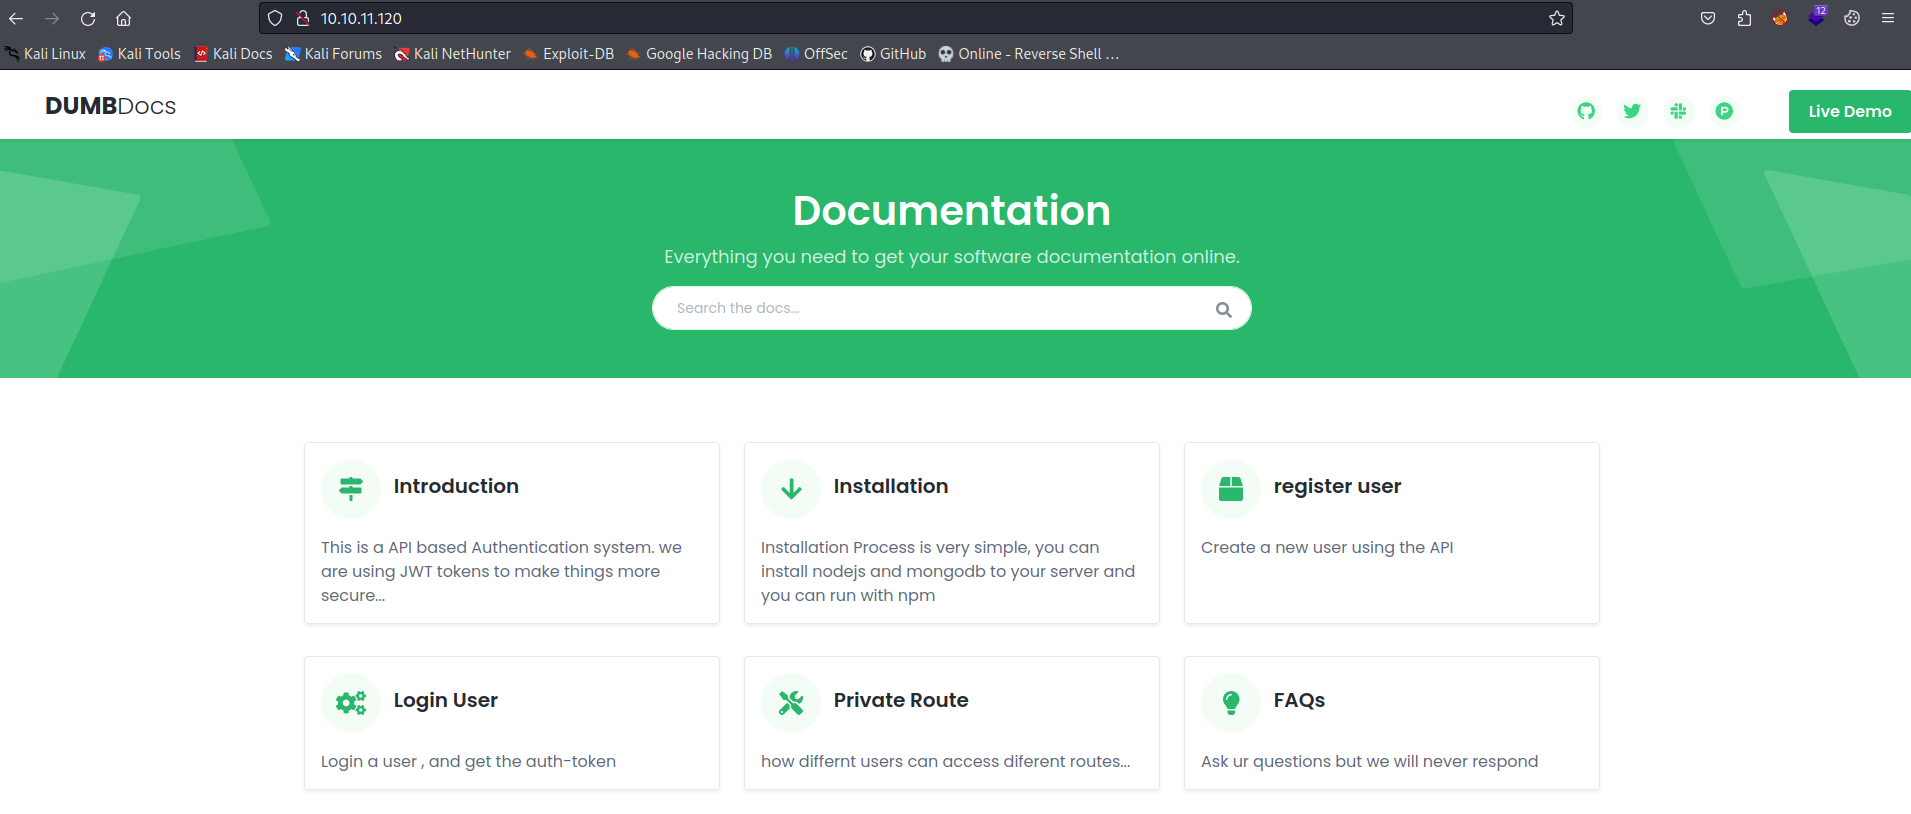 10.10.11.120
12
Kali Linux Kali Tools Kali Docs Kali Forums Kali NetHunter Exploit-DB Google Hacking DB OffSec GitHub Online - Reverse Shell ...
DUMBDocs
P
Live Demo
Documentation
Everything you need to get your software documentation online.
Search the docs...
Introduction
This is a API based Authentication system. we
are using JWT tokens to make things more
secure...
Installation
Installation Process is very simple, you can
install nodejs and mongodb to your server and
you can run with npm
register user
Create a new user using the API
Login User
Login a user , and get the auth-token
Private Route
how differnt users can access diferent routes...
FAQs
Ask ur questions but we will never respond